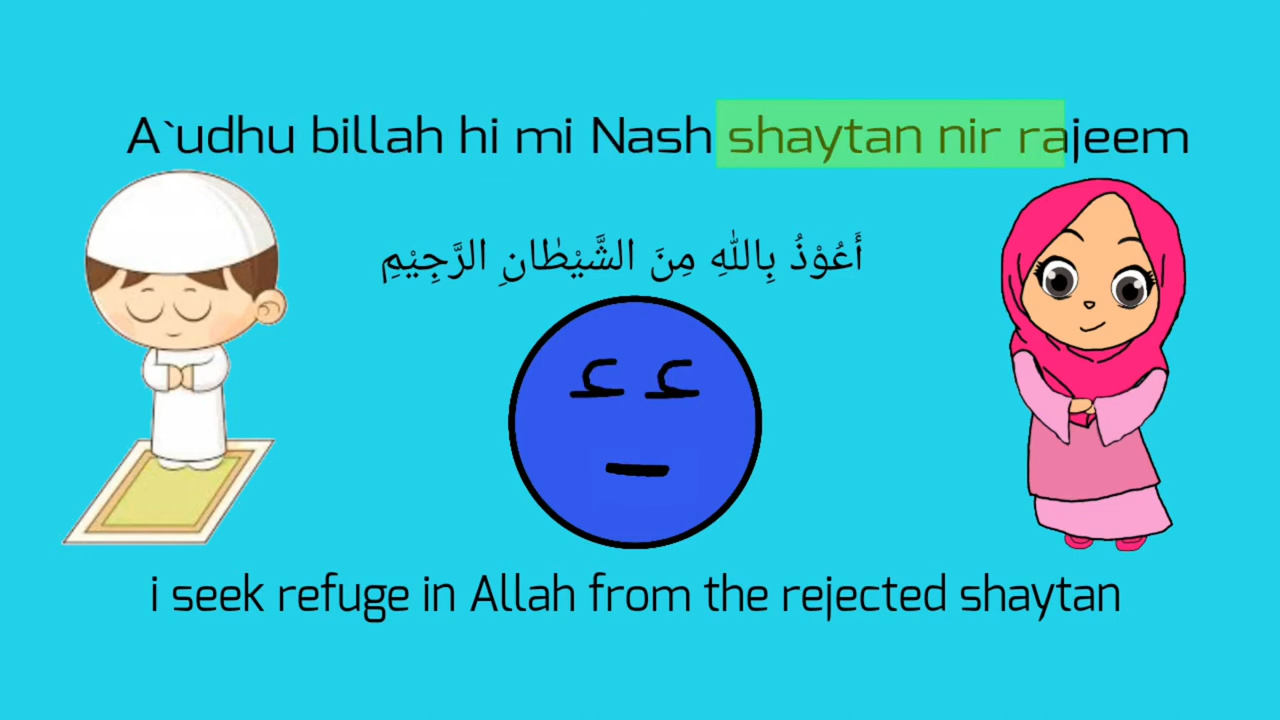 A`udhu billah hi mi Nash shaytan nir rajeem
أَعُوْذُ بِاللّٰهِ مِنَ الشَّيْطٰانِ الرَّجِيْمِ
i seek refuge in Allah from the rejected shaytan